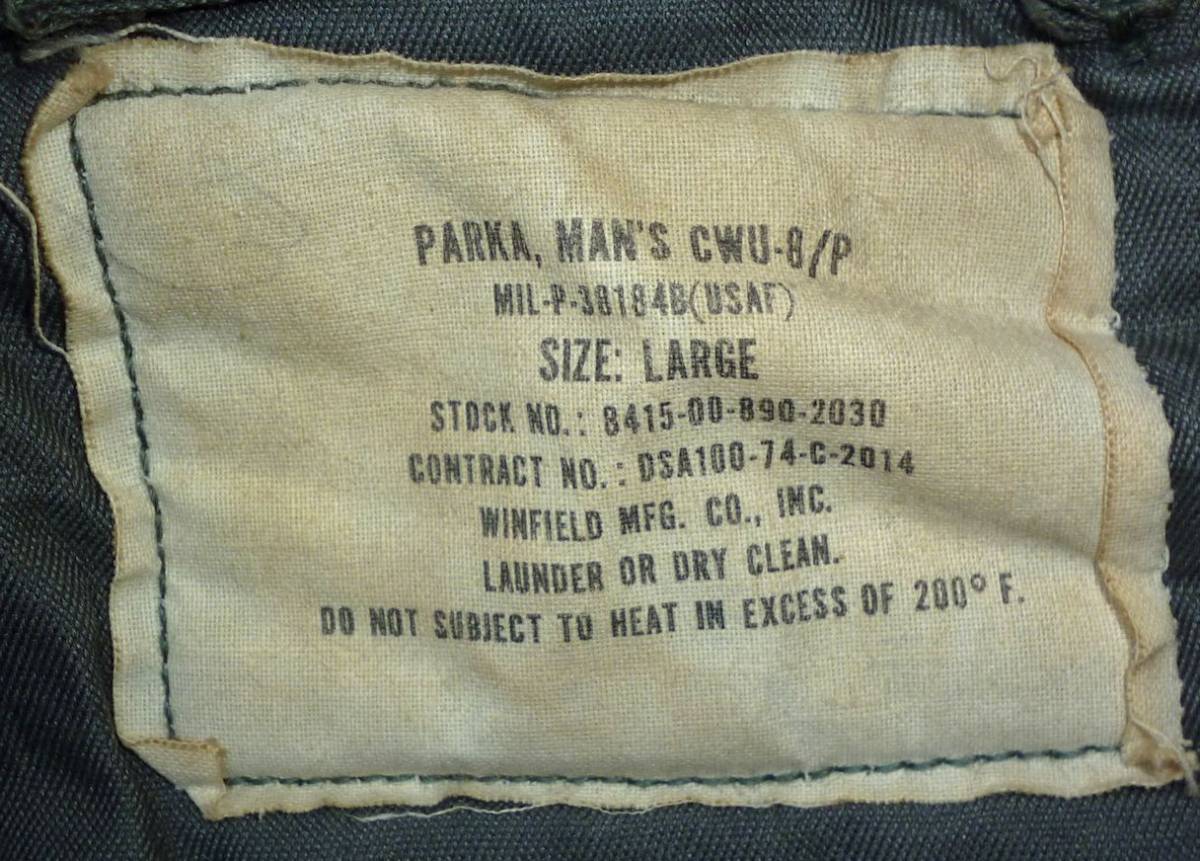 PARKA, MAN'S CWU-8/P
MIL-P-38184B(USAF)
SIZE: LARGE
STOCK NO.: 8415-00-890-2030
CONTRACT NO.: DSA100-74-C-2014
WINFIELD MFG. CO., INC.
LAUNDER OR DRY CLEAN.
DO NOT SUBJECT TO HEAT IN EXCESS OF 200° F.